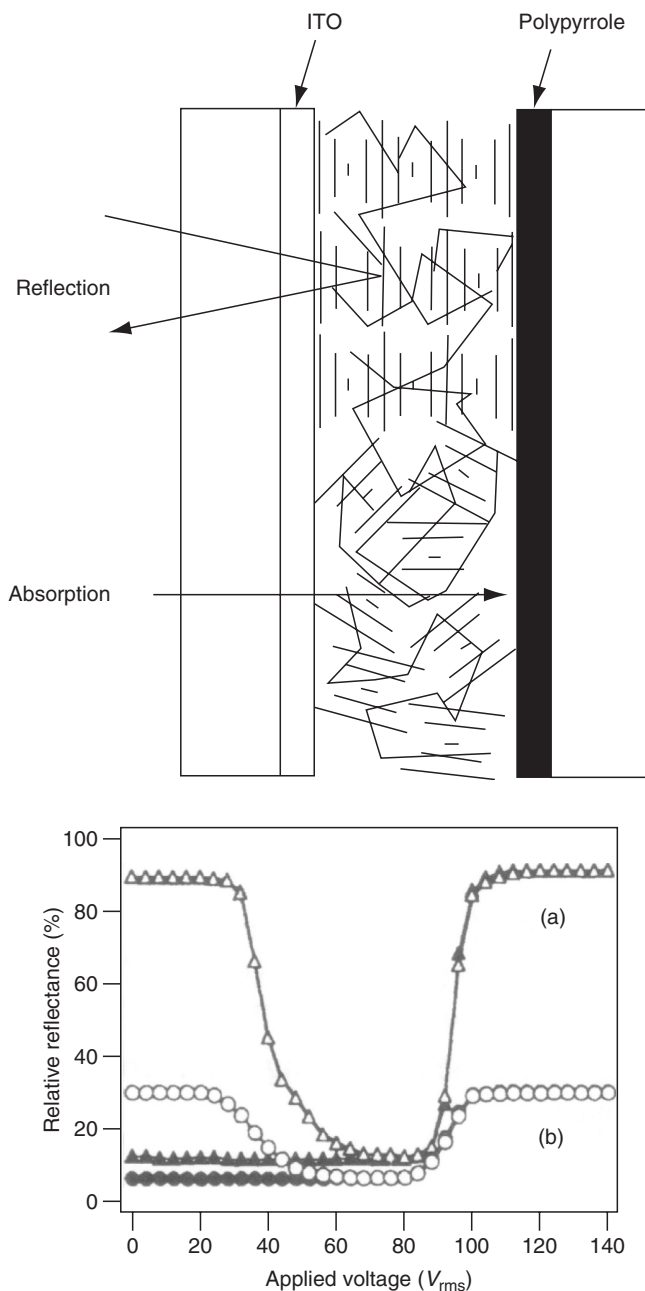 ITO
Polypyrrole
Reflection
Absorption
100
80
60
40
20
0
Relative reflectance (%)
(a)
(b)
0 20 40 60 80 100 120 140
Applied voltage (Vrms)